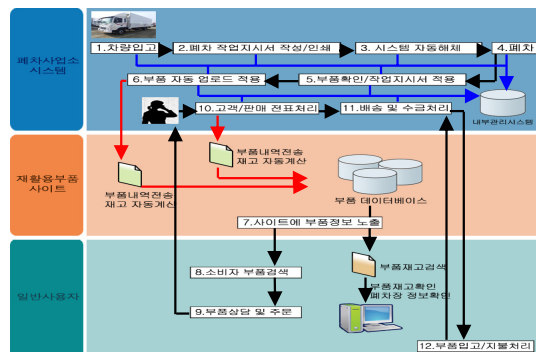 폐차사업소
시스템
1.차량입고
2.폐차 작업지시서 작성/인쇄
3. 시스템 자동해체
4.폐차
6.부품 자동 업로드 적용
5.부품확인/작업지시서 적용
10.고객/판매 전표처리
11.배송 및 수금처리
내부관리시스템
재활용부품
사이트
부품내역전송
재고 자동계산
부품내역전송
재고 자동계산
부품 데이터베이스
7.사이트에 부품정보 노출
일반사용자
8.소비자 부품검색
부품재고검색
9.부품상담 및 주문
부품재고확인
폐차장 정보확인
12.부품입고/지불처리